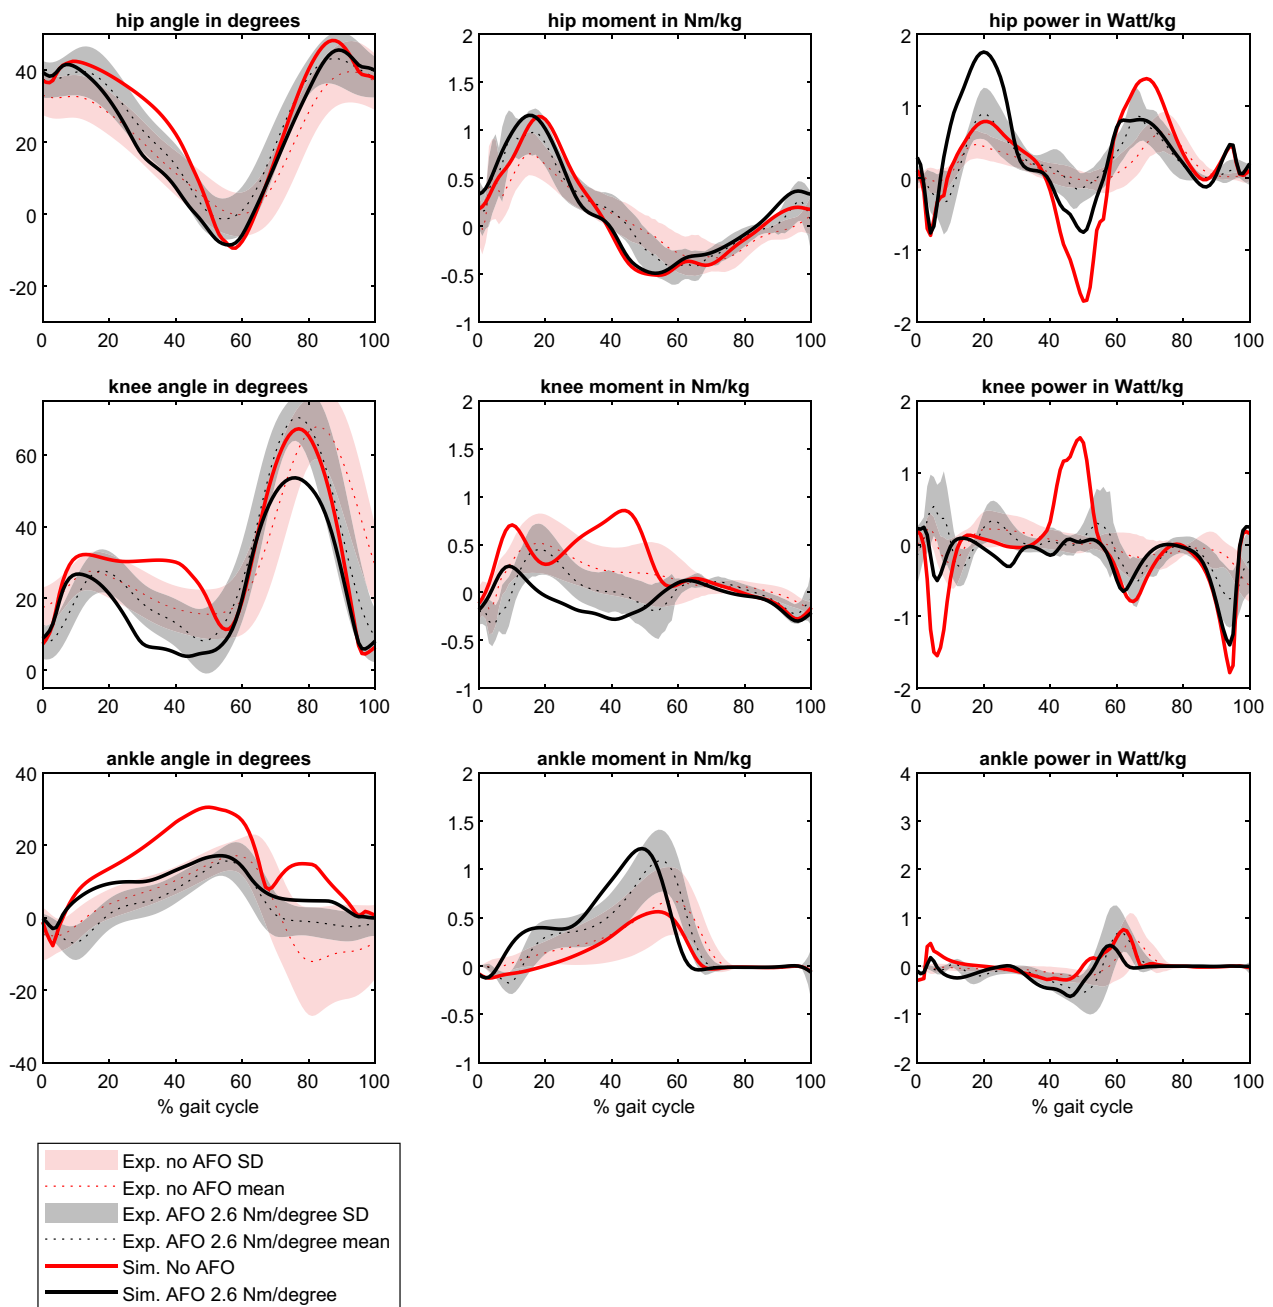 hip angle in degrees
40
20
0
-20
0 20 40 60 80 100
hip moment in Nm/kg
2
1.5
1
0.5
0
-0.5
-1
0 20 40 60 80 100
hip power in Watt/kg
2
1
0
-1
-2
0 20 40 60 80 100
knee angle in degrees
60
40
20
0
0 20 40 60 80 100
knee moment in Nm/kg
2
1.5
1
0.5
0
-0.5
-1
0 20 40 60 80 100
knee power in Watt/kg
2
1
0
-1
-2
0 20 40 60 80 100
ankle angle in degrees
40
20
0
-20
-40
0 20 40 60 80 100
% gait cycle
ankle moment in Nm/kg
2
1.5
1
0.5
0
-0.5
-1
0 20 40 60 80 100
% gait cycle
ankle power in Watt/kg
4
3
2
1
0
-1
-2
0 20 40 60 80 100
% gait cycle
Exp. no AFO SD
Exp. no AFO mean
Exp. AFO 2.6 Nm/degree SD
Exp. AFO 2.6 Nm/degree mean
Sim. No AFO
Sim. AFO 2.6 Nm/degree